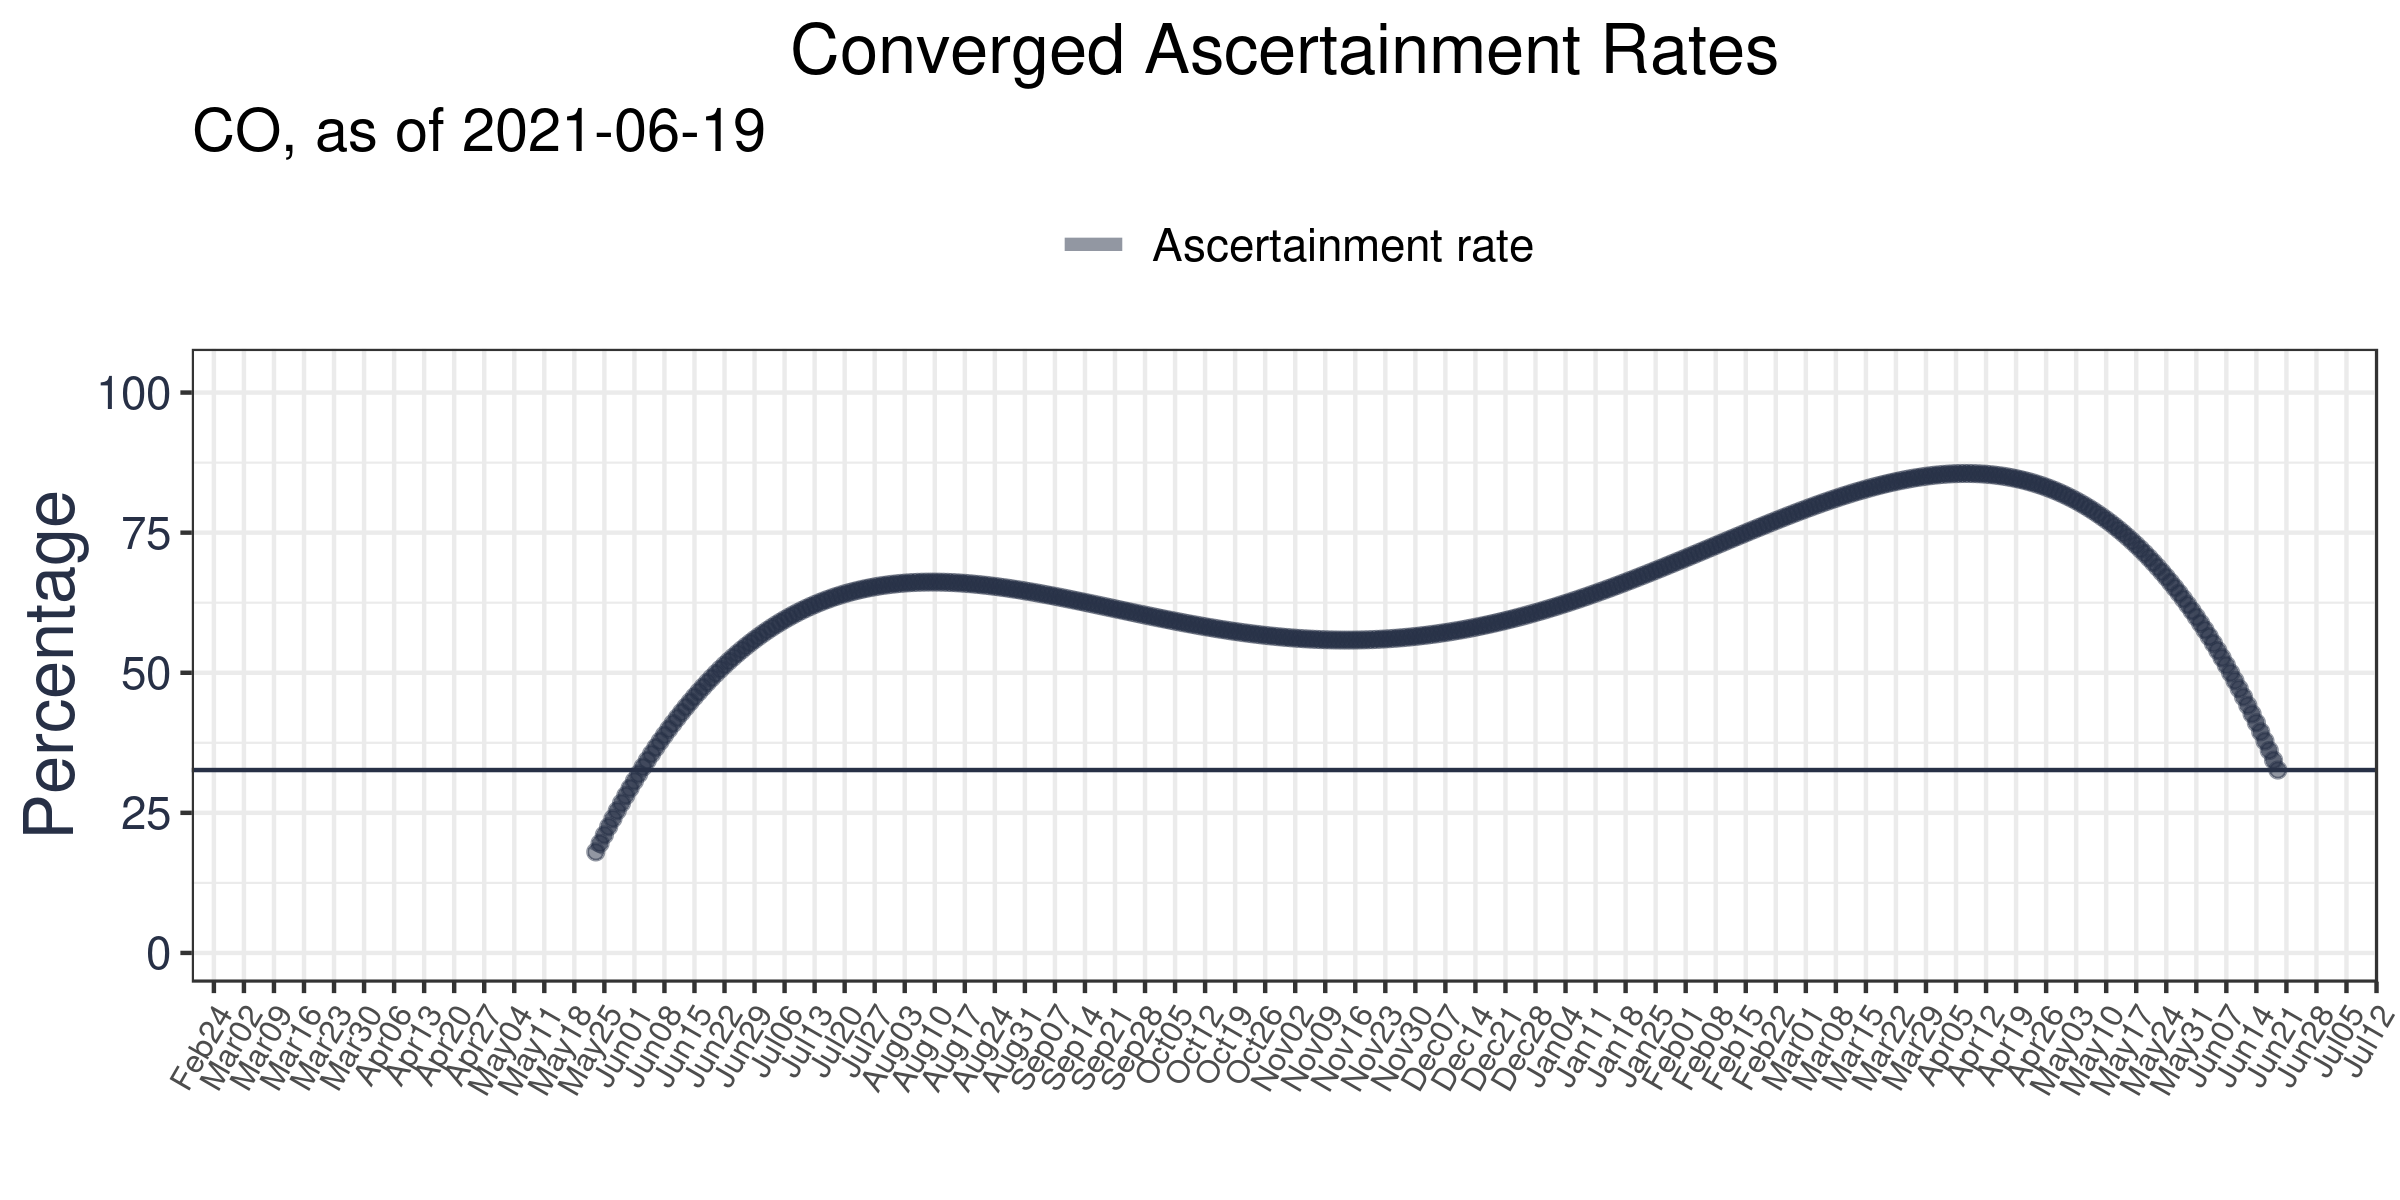 Converged Ascertainment Rates
CO, as of 2021-06-19
Ascertainment rate
Percentage
100
75
50
25
0
Feb24
Mar02
Mar09
Mar16
Mar23
Mar30
Apr06
Apr13
Apr20
Apr27
May04
May11
May18
May25
Jun01
Jun08
Jun15
Jun22
Jun29
Jul06
Jul13
Jul20
Jul27
Aug03
Aug10
Aug17
Aug24
Aug31
Sep07
Sep14
Sep21
Sep28
Oct05
Oct12
Oct19
Oct26
Nov02
Nov09
Nov16
Nov23
Nov30
Dec07
Dec14
Dec21
Dec28
Jan04
Jan11
Jan18
Jan25
Feb01
Feb08
Feb15
Feb22
Mar01
Mar08
Mar15
Mar22
Mar29
Apr05
Apr12
Apr19
Apr26
May03
May10
May17
May24
May31
Jun07
Jun14
Jun21
Jun28
Jul05
Jul12